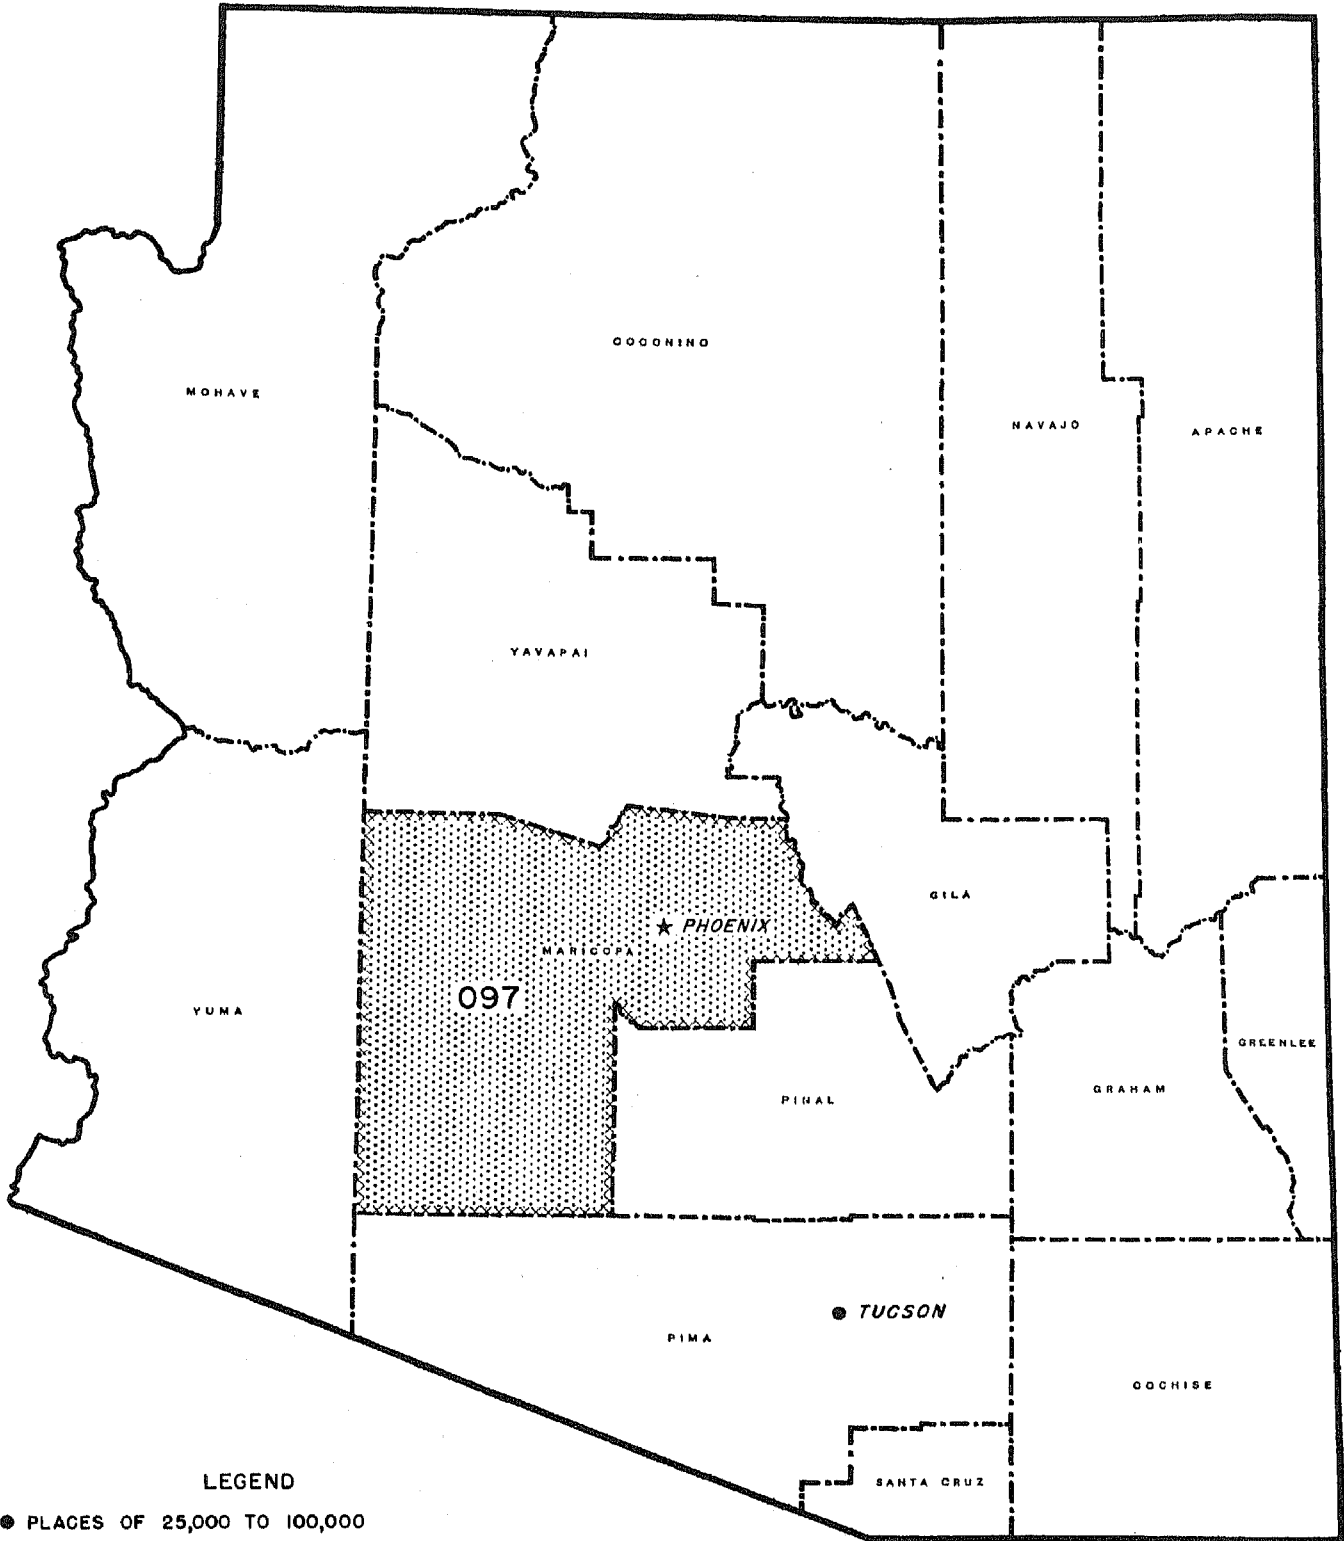 COCONINO
MOHAVE
NAVAJO
APACHE
YAVAPAI
GILA
★ PHOENIX
MARICOPA
097
YUMA
GREENLEE
GRAHAM
PINAL
● TUCSON
PIMA
COCHISE
SANTA CRUZ
LEGEND
● PLACES OF 25,000 TO 100,000